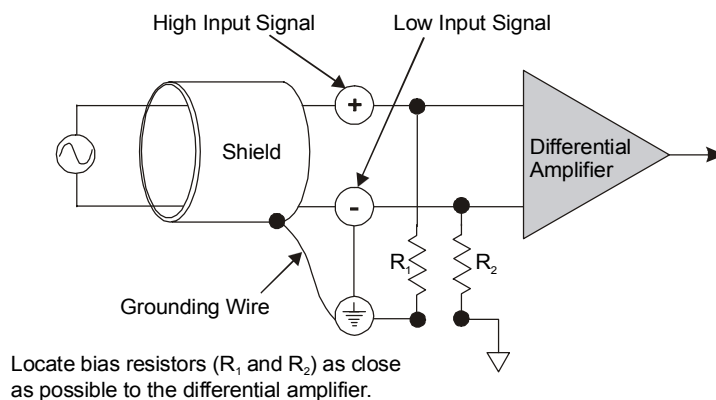 High Input Signal
Low Input Signal
+
Shield
Differential
Amplifier
-
R₁
R₂
Grounding Wire
Locate bias resistors (R₁ and R₂) as close
as possible to the differential amplifier.